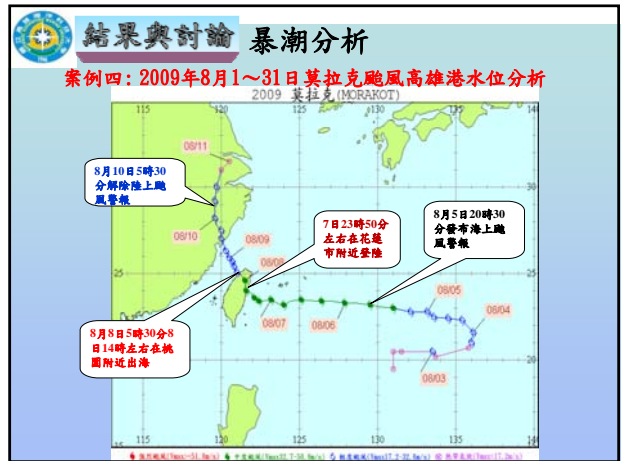 結果與討論 暴潮分析
案例四: 2009年8月1～31日莫拉克颱風高雄港水位分析
2009 莫拉克(MORAKOT)
115 120 125 130 135
08/11
8月10日5時30
分解除陸上颱
風警報
30
08/10
7日23時50分
左右在花蓮
市附近登陸
8月5日20時30
分發布海上颱
風警報
08/09
08/08
25 25
08/05
08/04
08/07
08/06
8月8日5時30分8
日14時左右在桃
園附近出海
20
08/03
15
115 120 125 130 135